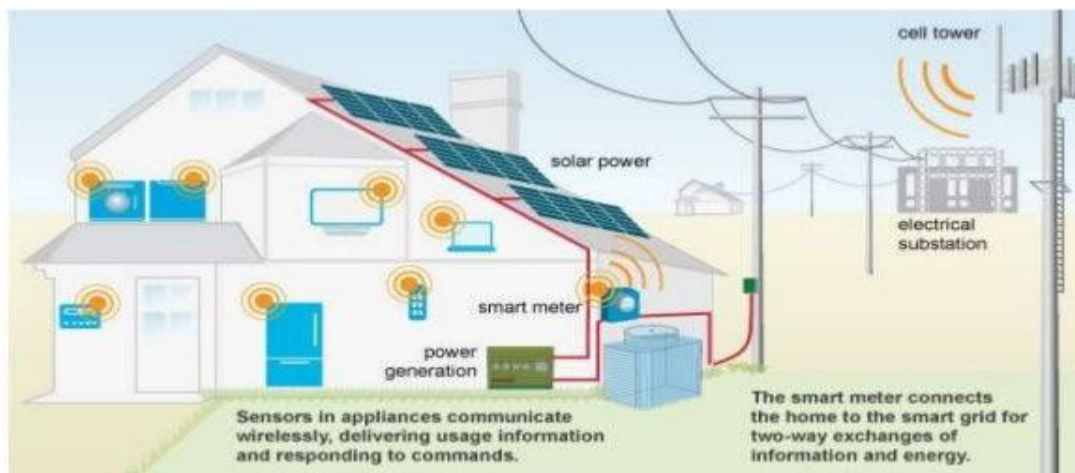 cell tower
solar power
electrical
substation
smart meter
power
generation
Sensors in appliances communicate
wirelessly, delivering usage information
and responding to commands.
The smart meter connects
the home to the smart grid for
two-way exchanges of
information and energy.